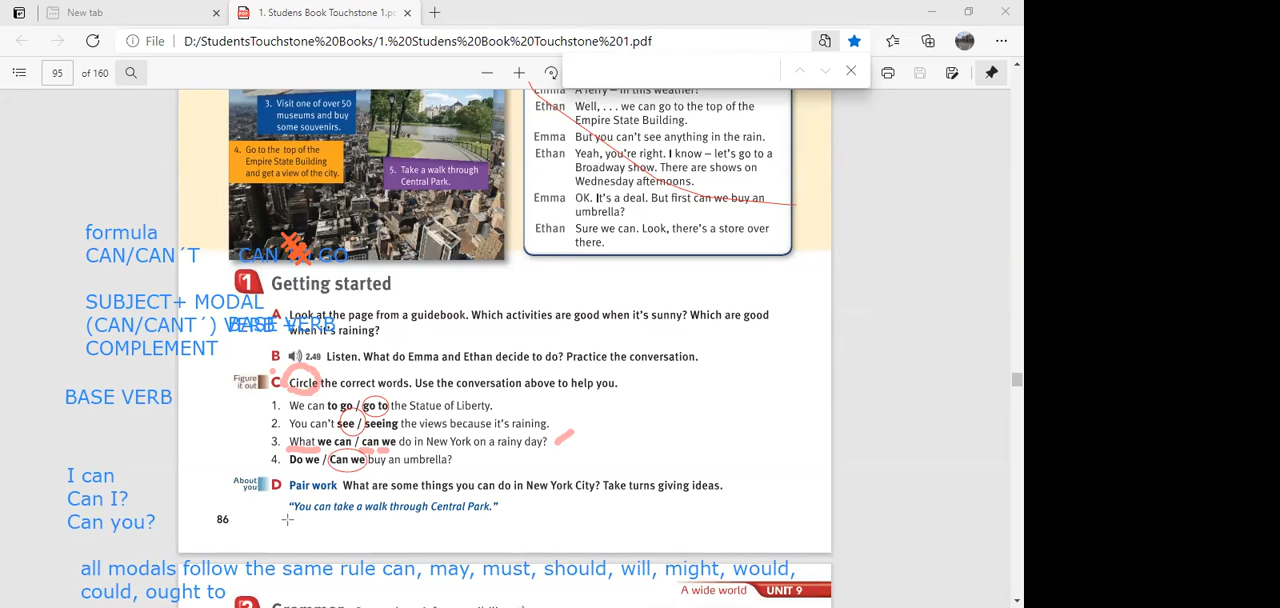 New tab
1. Studens Book Touchstone 1.pc
File
D:/StudentsTouchstone%20Books/1.%20Studens%20Book%20Touchstone%201.pdf
95 of 160
3. Visit one of over 50
museums and buy
some souvenirs.
4. Go to the top of the
Empire State Building
and get a view of the city.
5. Take a walk through
Central Park.
Emma A ferry – in this weather?
Ethan Well, . . . we can go to the top of the
Empire State Building.
Emma But you can't see anything in the rain.
Ethan Yeah, you're right. I know – let's go to a
Broadway show. There are shows on
Wednesday afternoons.
Emma OK. It's a deal. But first can we buy an
umbrella?
Ethan Sure we can. Look, there's a store over
there.
formula
CAN/CAN´T CAN GO
SUBJECT+ MODAL
(CAN/CANT´) VERB +
BASE VERB
COMPLEMENT
BASE VERB
I can
Can I?
Can you?
1 Getting started
A Look at the page from a guidebook. Which activities are good when it's sunny? Which are good
when it's raining?
B 2.49 Listen. What do Emma and Ethan decide to do? Practice the conversation.
Figure
it out
C Circle the correct words. Use the conversation above to help you.
1. We can to go / go to the Statue of Liberty.
2. You can't see / seeing the views because it's raining.
3. What we can / can we do in New York on a rainy day?
4. Do we / Can we buy an umbrella?
About
you
D Pair work What are some things you can do in New York City? Take turns giving ideas.
"You can take a walk through Central Park."
86
all modals follow the same rule can, may, must, should, will, might, would,
could, ought to
A wide world UNIT 9